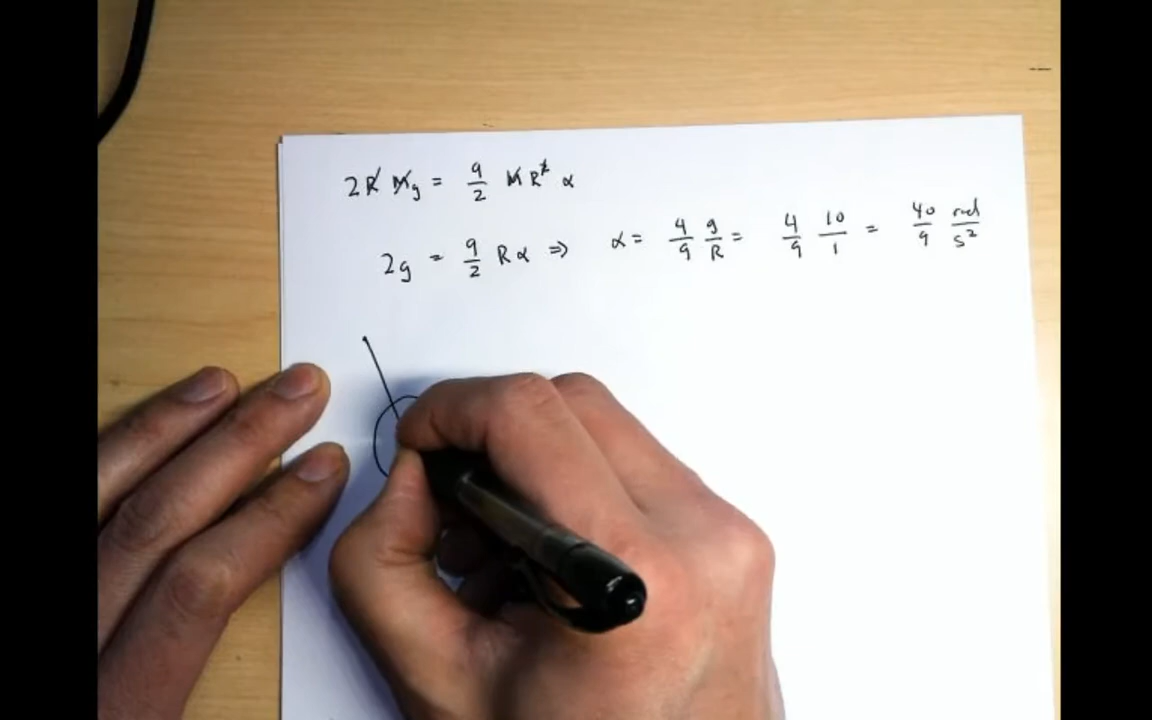 2R Mg = 9/2 MR² α
2g = 9/2 Rα ⇒ α = 4/9 g/R = 4/9 10/1 = 40/9 rad/s²